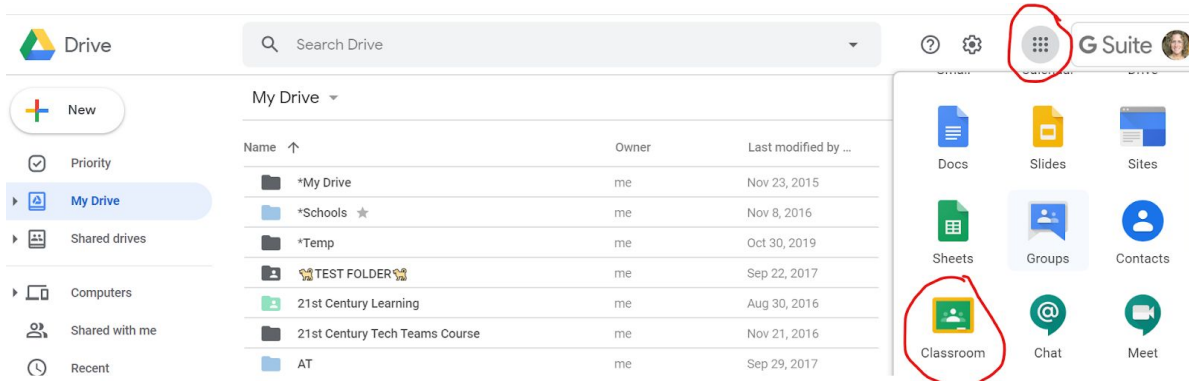 Drive
Search Drive
G Suite
New
Priority
My Drive
Shared drives
Computers
Shared with me
Recent
My Drive
Name Owner Last modified by ...
*My Drive me Nov 23, 2015
*Schools me Nov 8, 2016
*Temp me Oct 30, 2019
🐕TEST FOLDER🐕 me Sep 22, 2017
21st Century Learning me Aug 30, 2016
21st Century Tech Teams Course me Nov 21, 2016
AT me Sep 29, 2017
Docs Slides Sites
Sheets Groups Contacts
Classroom Chat Meet